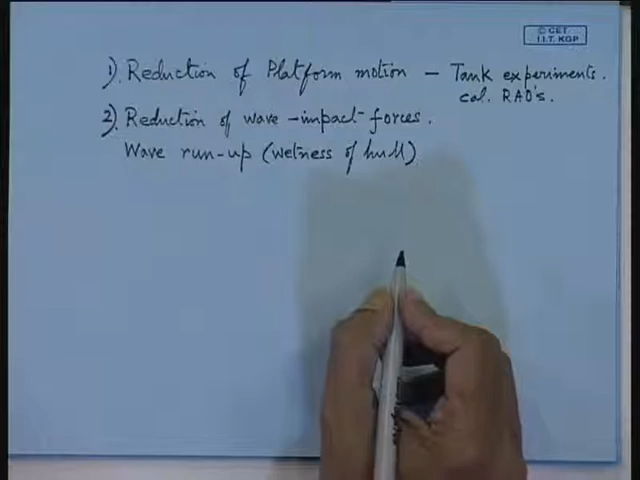 © CET
I.I.T. KGP
1). Reduction of Platform motion – Tank experiments.
cal. RAO's.
2). Reduction of wave-impact forces.
Wave run-up (wetness of hull)